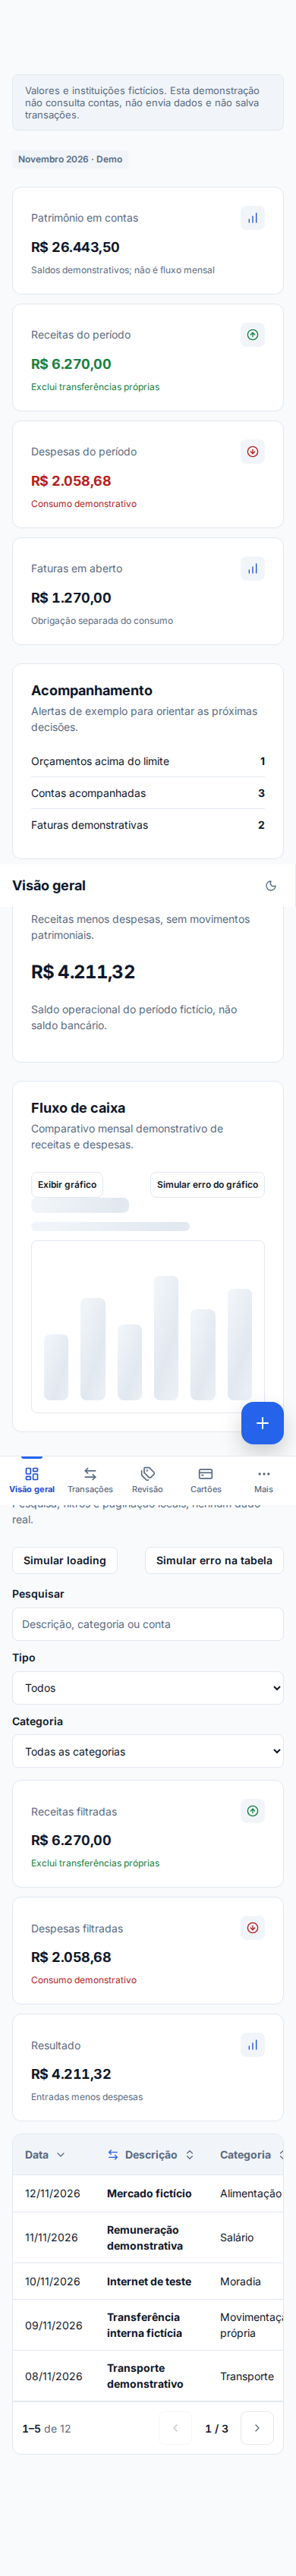 Valores e instituições fictícios. Esta demonstração
não consulta contas, não envia dados e não salva
transações.
Novembro 2026 · Demo
Patrimônio em contas
R$ 26.443,50
Saldos demonstrativos; não é fluxo mensal
Receitas do período
R$ 6.270,00
Exclui transferências próprias
Despesas do período
R$ 2.058,68
Consumo demonstrativo
Faturas em aberto
R$ 1.270,00
Obrigação separada do consumo
Acompanhamento
Alertas de exemplo para orientar as próximas
decisões.
Orçamentos acima do limite 1
Contas acompanhadas 3
Faturas demonstrativas 2
Visão geral
Receitas menos despesas, sem movimentos
patrimoniais.
R$ 4.211,32
Saldo operacional do período fictício, não
saldo bancário.
Fluxo de caixa
Comparativo mensal demonstrativo de
receitas e despesas.
Exibir gráfico Simular erro do gráfico
Visão geral Transações Revisão Cartões Mais
Pesquisa, filtros e paginação locais, nenhum dado
real.
Simular loading Simular erro na tabela
Pesquisar
Descrição, categoria ou conta
Tipo
Todos
Categoria
Todas as categorias
Receitas filtradas
R$ 6.270,00
Exclui transferências próprias
Despesas filtradas
R$ 2.058,68
Consumo demonstrativo
Resultado
R$ 4.211,32
Entradas menos despesas
Data Descrição Categoria
12/11/2026 Mercado fictício Alimentação
11/11/2026 Remuneração demonstrativa Salário
10/11/2026 Internet de teste Moradia
09/11/2026 Transferência interna fictícia Movimentaç própria
08/11/2026 Transporte demonstrativo Transporte
1–5 de 12 1 / 3